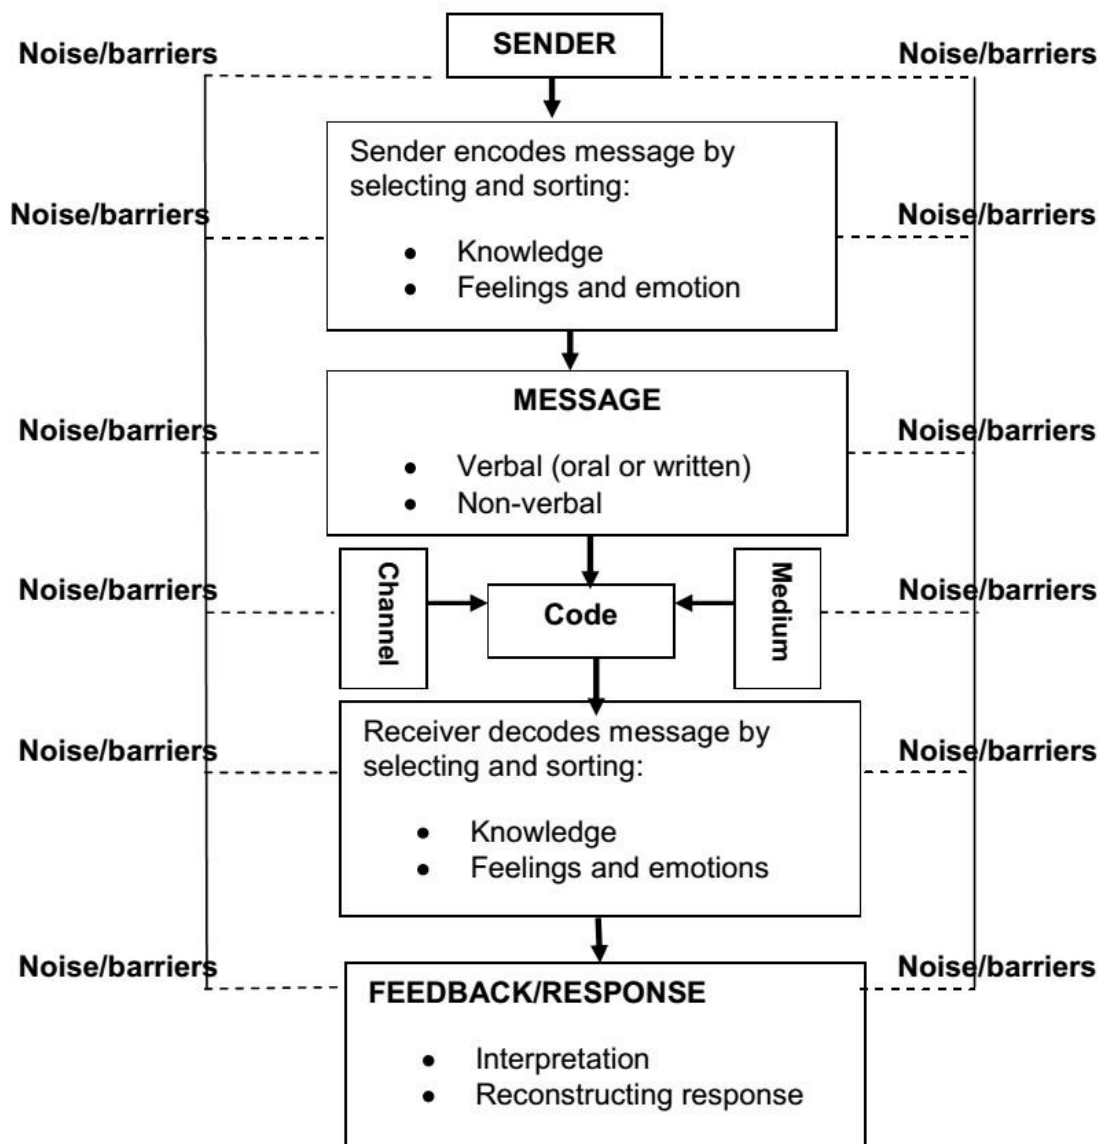 SENDER
Noise/barriers
Noise/barriers
Sender encodes message by
selecting and sorting:
Noise/barriers
Noise/barriers
● Knowledge
● Feelings and emotion
MESSAGE
Noise/barriers
Noise/barriers
● Verbal (oral or written)
● Non-verbal
Channel
Medium
Noise/barriers
Noise/barriers
Code
Receiver decodes message by
selecting and sorting:
Noise/barriers
Noise/barriers
● Knowledge
● Feelings and emotions
Noise/barriers
Noise/barriers
FEEDBACK/RESPONSE
● Interpretation
● Reconstructing response